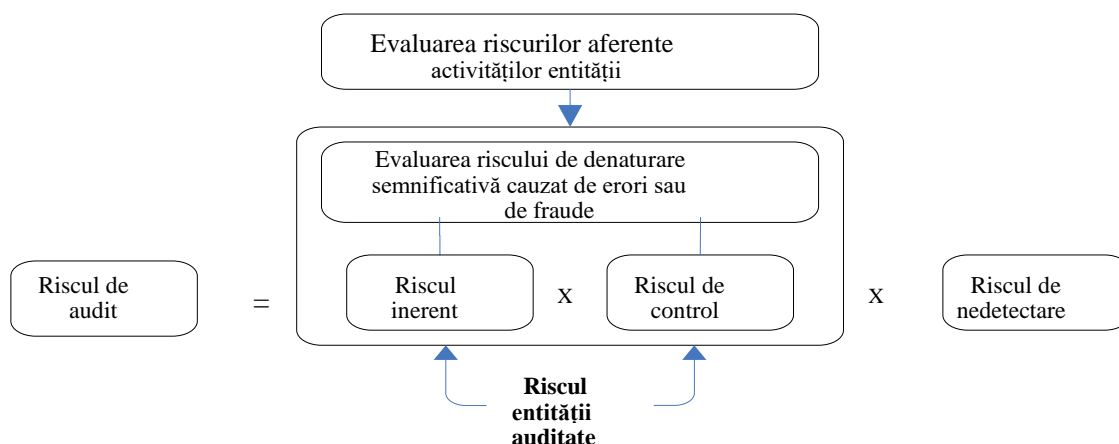 Evaluarea riscurilor aferente
activităților entității
Evaluarea riscului de denaturare
semnificativă cauzat de erori sau
de fraude
Riscul de
audit
=
Riscul
inerent
X
Riscul de
control
X
Riscul de
nedetectare
Riscul
entității
auditate